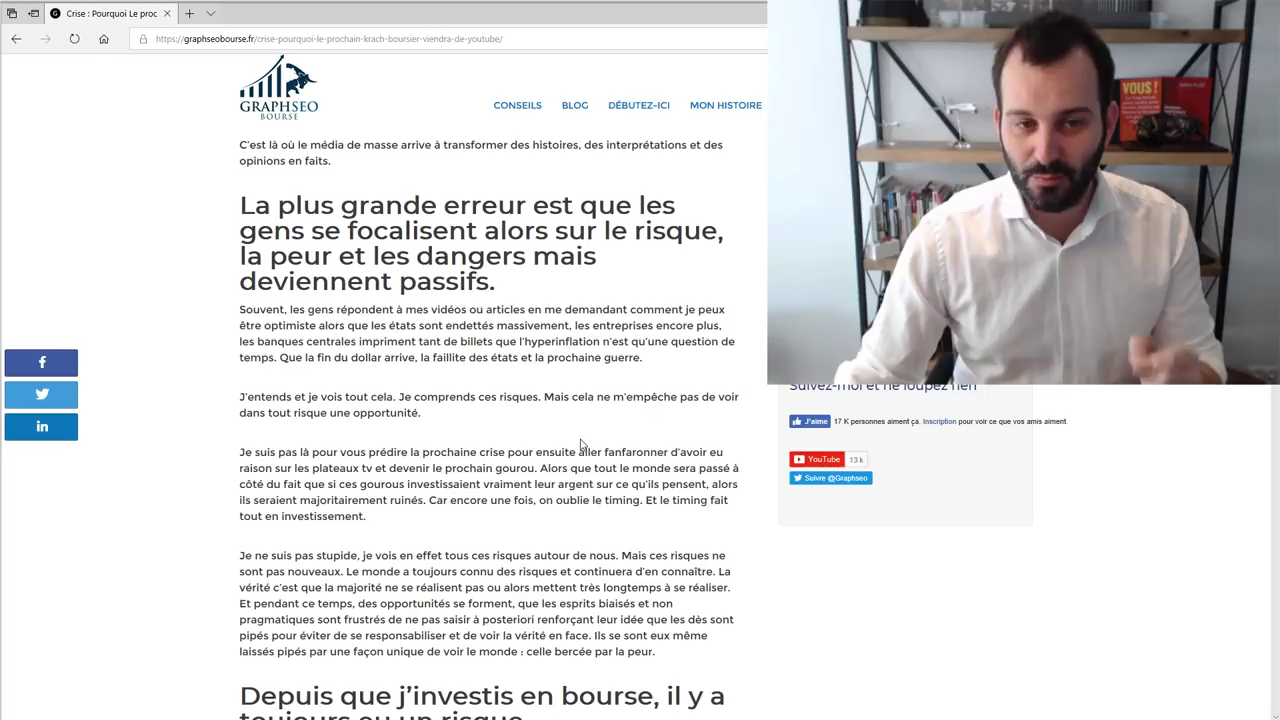 Crise : Pourquoi Le proc
https://graphseobourse.fr/crise-pourquoi-le-prochain-krach-boursier-viendra-de-youtube/
GRAPHSEO
BOURSE
CONSEILS
BLOG
DÉBUTEZ-ICI
MON HISTOIRE
C'est là où le média de masse arrive à transformer des histoires, des interprétations et des
opinions en faits.
La plus grande erreur est que les
gens se focalisent alors sur le risque,
la peur et les dangers mais
deviennent passifs.
Souvent, les gens répondent à mes vidéos ou articles en me demandant comment je peux
être optimiste alors que les états sont endettés massivement, les entreprises encore plus,
les banques centrales impriment tant de billets que l'hyperinflation n'est qu'une question de
temps. Que la fin du dollar arrive, la faillite des états et la prochaine guerre.
J'entends et je vois tout cela. Je comprends ces risques. Mais cela ne m'empêche pas de voir
dans tout risque une opportunité.
Je suis pas là pour vous prédire la prochaine crise pour ensuite aller fanfaronner d'avoir eu
raison sur les plateaux tv et devenir le prochain gourou. Alors que tout le monde sera passé à
côté du fait que si ces gourous investissaient vraiment leur argent sur ce qu'ils pensent, alors
ils seraient majoritairement ruinés. Car encore une fois, on oublie le timing. Et le timing fait
tout en investissement.
Je ne suis pas stupide, je vois en effet tous ces risques autour de nous. Mais ces risques ne
sont pas nouveaux. Le monde a toujours connu des risques et continuera d'en connaître. La
vérité c'est que la majorité ne se réalisent pas ou alors mettent très longtemps à se réaliser.
Et pendant ce temps, des opportunités se forment, que les esprits biaisés et non
pragmatiques sont frustrés de ne pas saisir à posteriori renforçant leur idée que les dès sont
pipés pour éviter de se responsabiliser et de voir la vérité en face. Ils se sont eux même
laissés pipés par une façon unique de voir le monde : celle bercée par la peur.
Depuis que j'investis en bourse, il y a
toujours eu un risque
Suivez-moi et ne loupez rien
J'aime
17 K personnes aiment ça. Inscription pour voir ce que vos amis aiment.
YouTube
13 k
Suivre @Graphseo
VOUS !